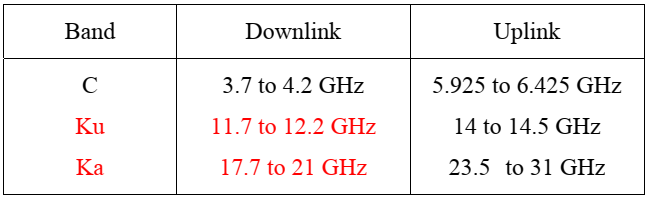 Band Downlink Uplink
C 3.7 to 4.2 GHz 5.925 to 6.425 GHz
Ku 11.7 to 12.2 GHz 14 to 14.5 GHz
Ka 17.7 to 21 GHz 23.5 to 31 GHz